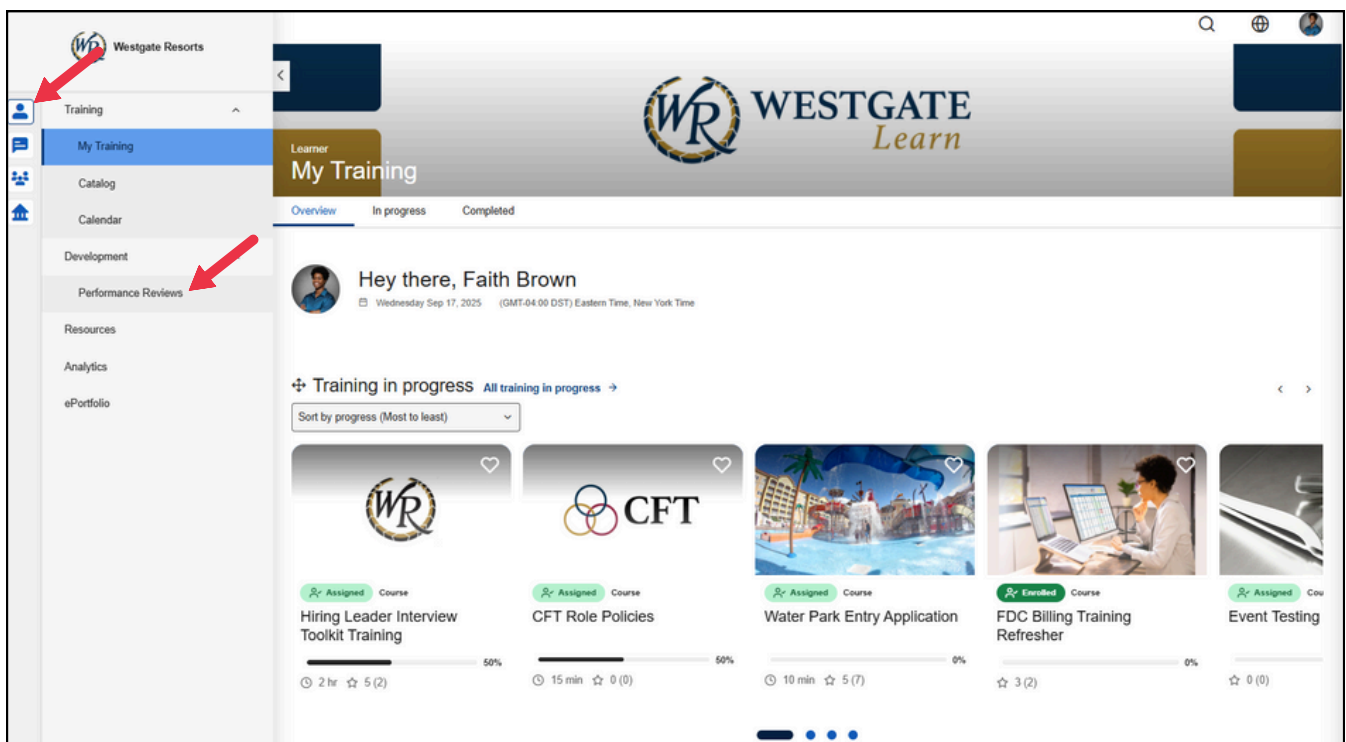 WR Westgate Resorts
Training
My Training
Catalog
Calendar
Development
Performance Reviews
Resources
Analytics
ePortfolio
WR WESTGATE
Learn
Learner
My Training
Overview In progress Completed
Hey there, Faith Brown
Wednesday Sep 17, 2025 (GMT-04:00 DST) Eastern Time, New York Time
Training in progress All training in progress
Sort by progress (Most to least)
WR
CFT
Assigned Course
Hiring Leader Interview
Toolkit Training
50%
2 hr 5 (2)
Assigned Course
CFT Role Policies
50%
15 min 0 (0)
Assigned Course
Water Park Entry Application
0%
10 min 5 (7)
Enrolled Course
FDC Billing Training
Refresher
0%
3 (2)
Assigned Cou
Event Testing
0 (0)